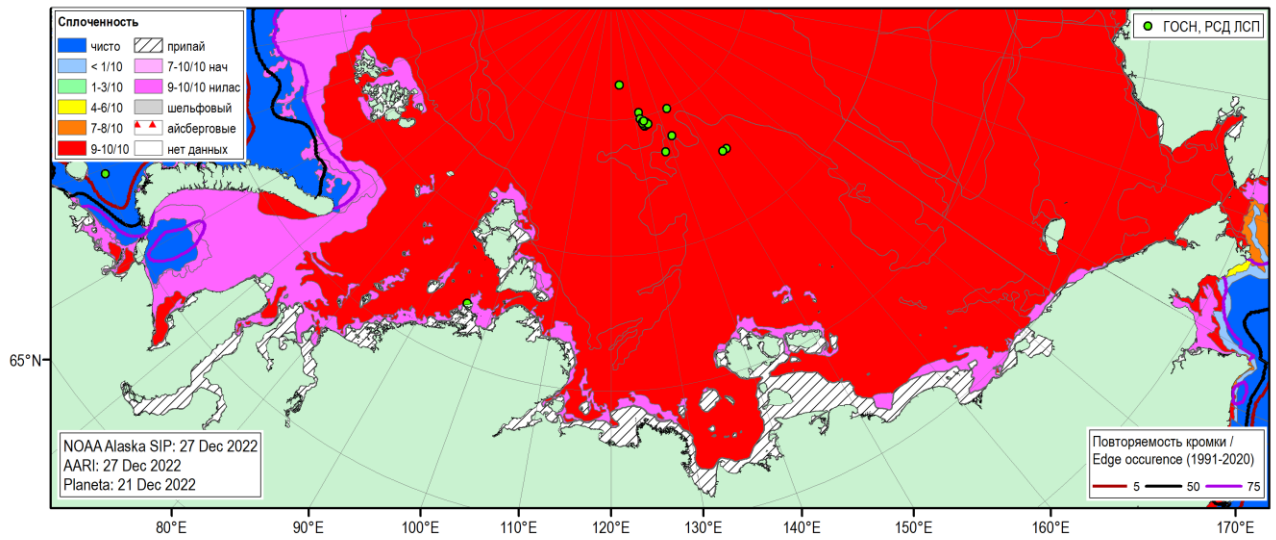 Сплоченность
чисто
припай
< 1/10
7-10/10 нач
1-3/10
9-10/10 нилас
4-6/10
шельфовый
7-8/10
айсберговые
9-10/10
нет данных
ГОСН, РСД ЛСП
65°N
NOAA Alaska SIP: 27 Dec 2022
AARI: 27 Dec 2022
Planeta: 21 Dec 2022
Повторяемость кромки /
Edge occurence (1991-2020)
5 50 75
80°E 90°E 100°E 110°E 120°E 130°E 140°E 150°E 160°E 170°E